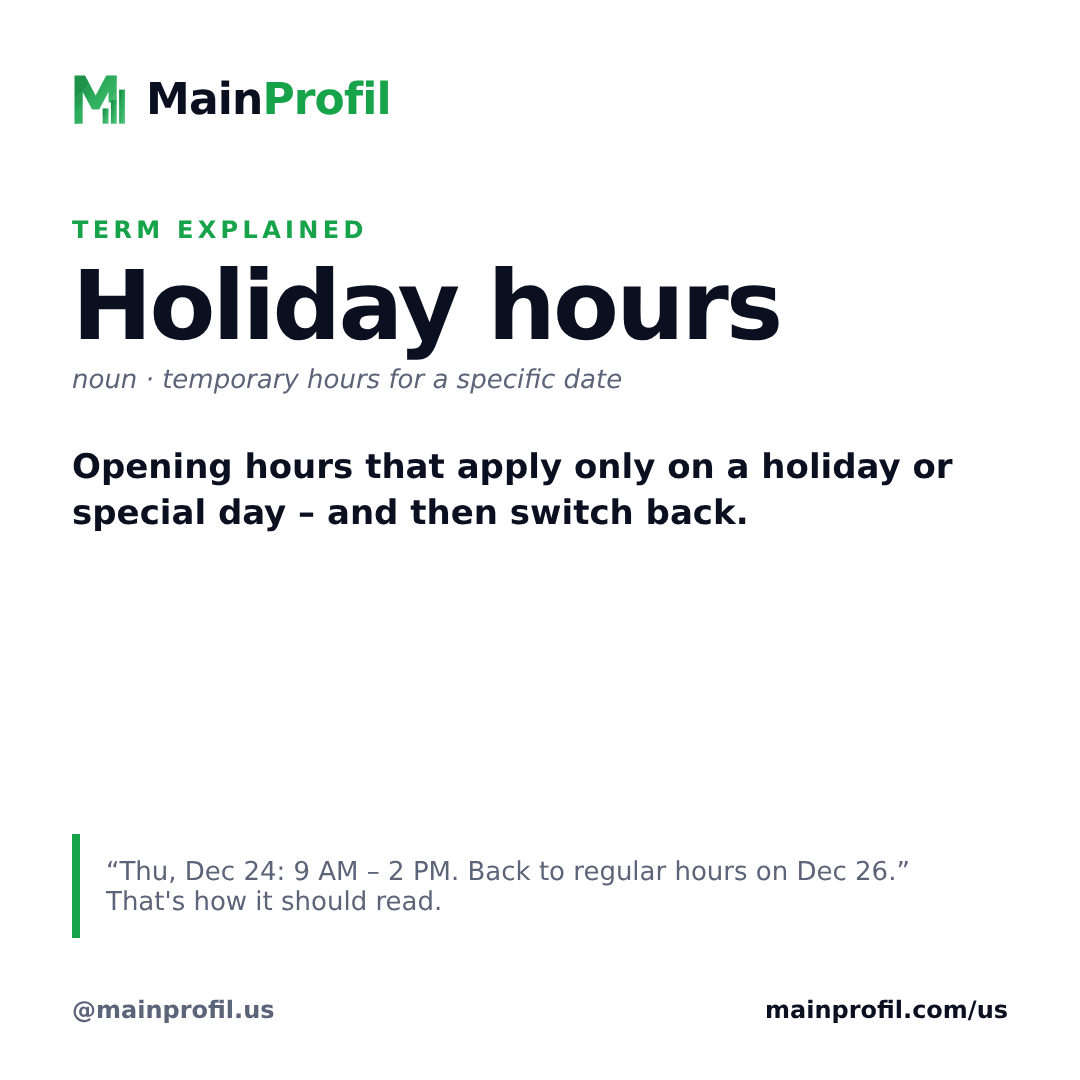 MainProfil
TERM EXPLAINED
Holiday hours
noun · temporary hours for a specific date
Opening hours that apply only on a holiday or
special day – and then switch back.
“Thu, Dec 24: 9 AM – 2 PM. Back to regular hours on Dec 26.”
That's how it should read.
@mainprofil.us
mainprofil.com/us